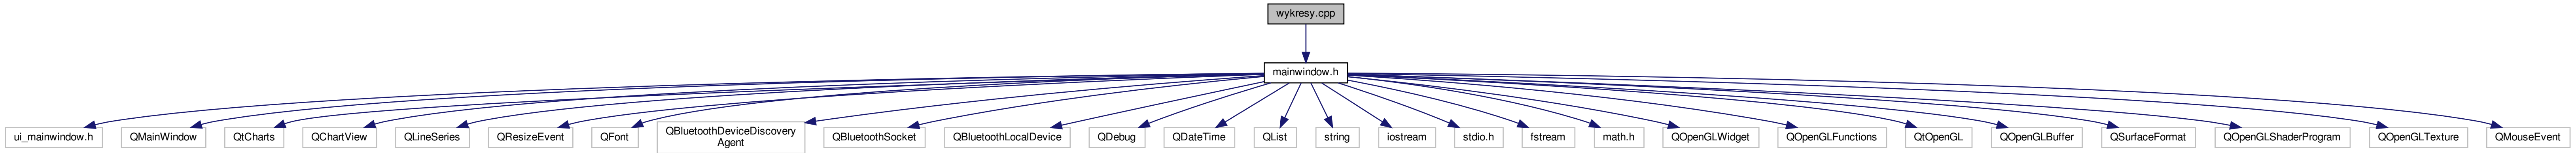 wykresy.cpp
mainwindow.h
ui_mainwindow.h
QMainWindow
QtCharts
QChartView
QLineSeries
QResizeEvent
QFont
QBluetoothDeviceDiscovery
Agent
QBluetoothSocket
QBluetoothLocalDevice
QDebug
QDateTime
QList
string
iostream
stdio.h
fstream
math.h
QOpenGLWidget
QOpenGLFunctions
QtOpenGL
QOpenGLBuffer
QSurfaceFormat
QOpenGLShaderProgram
QOpenGLTexture
QMouseEvent